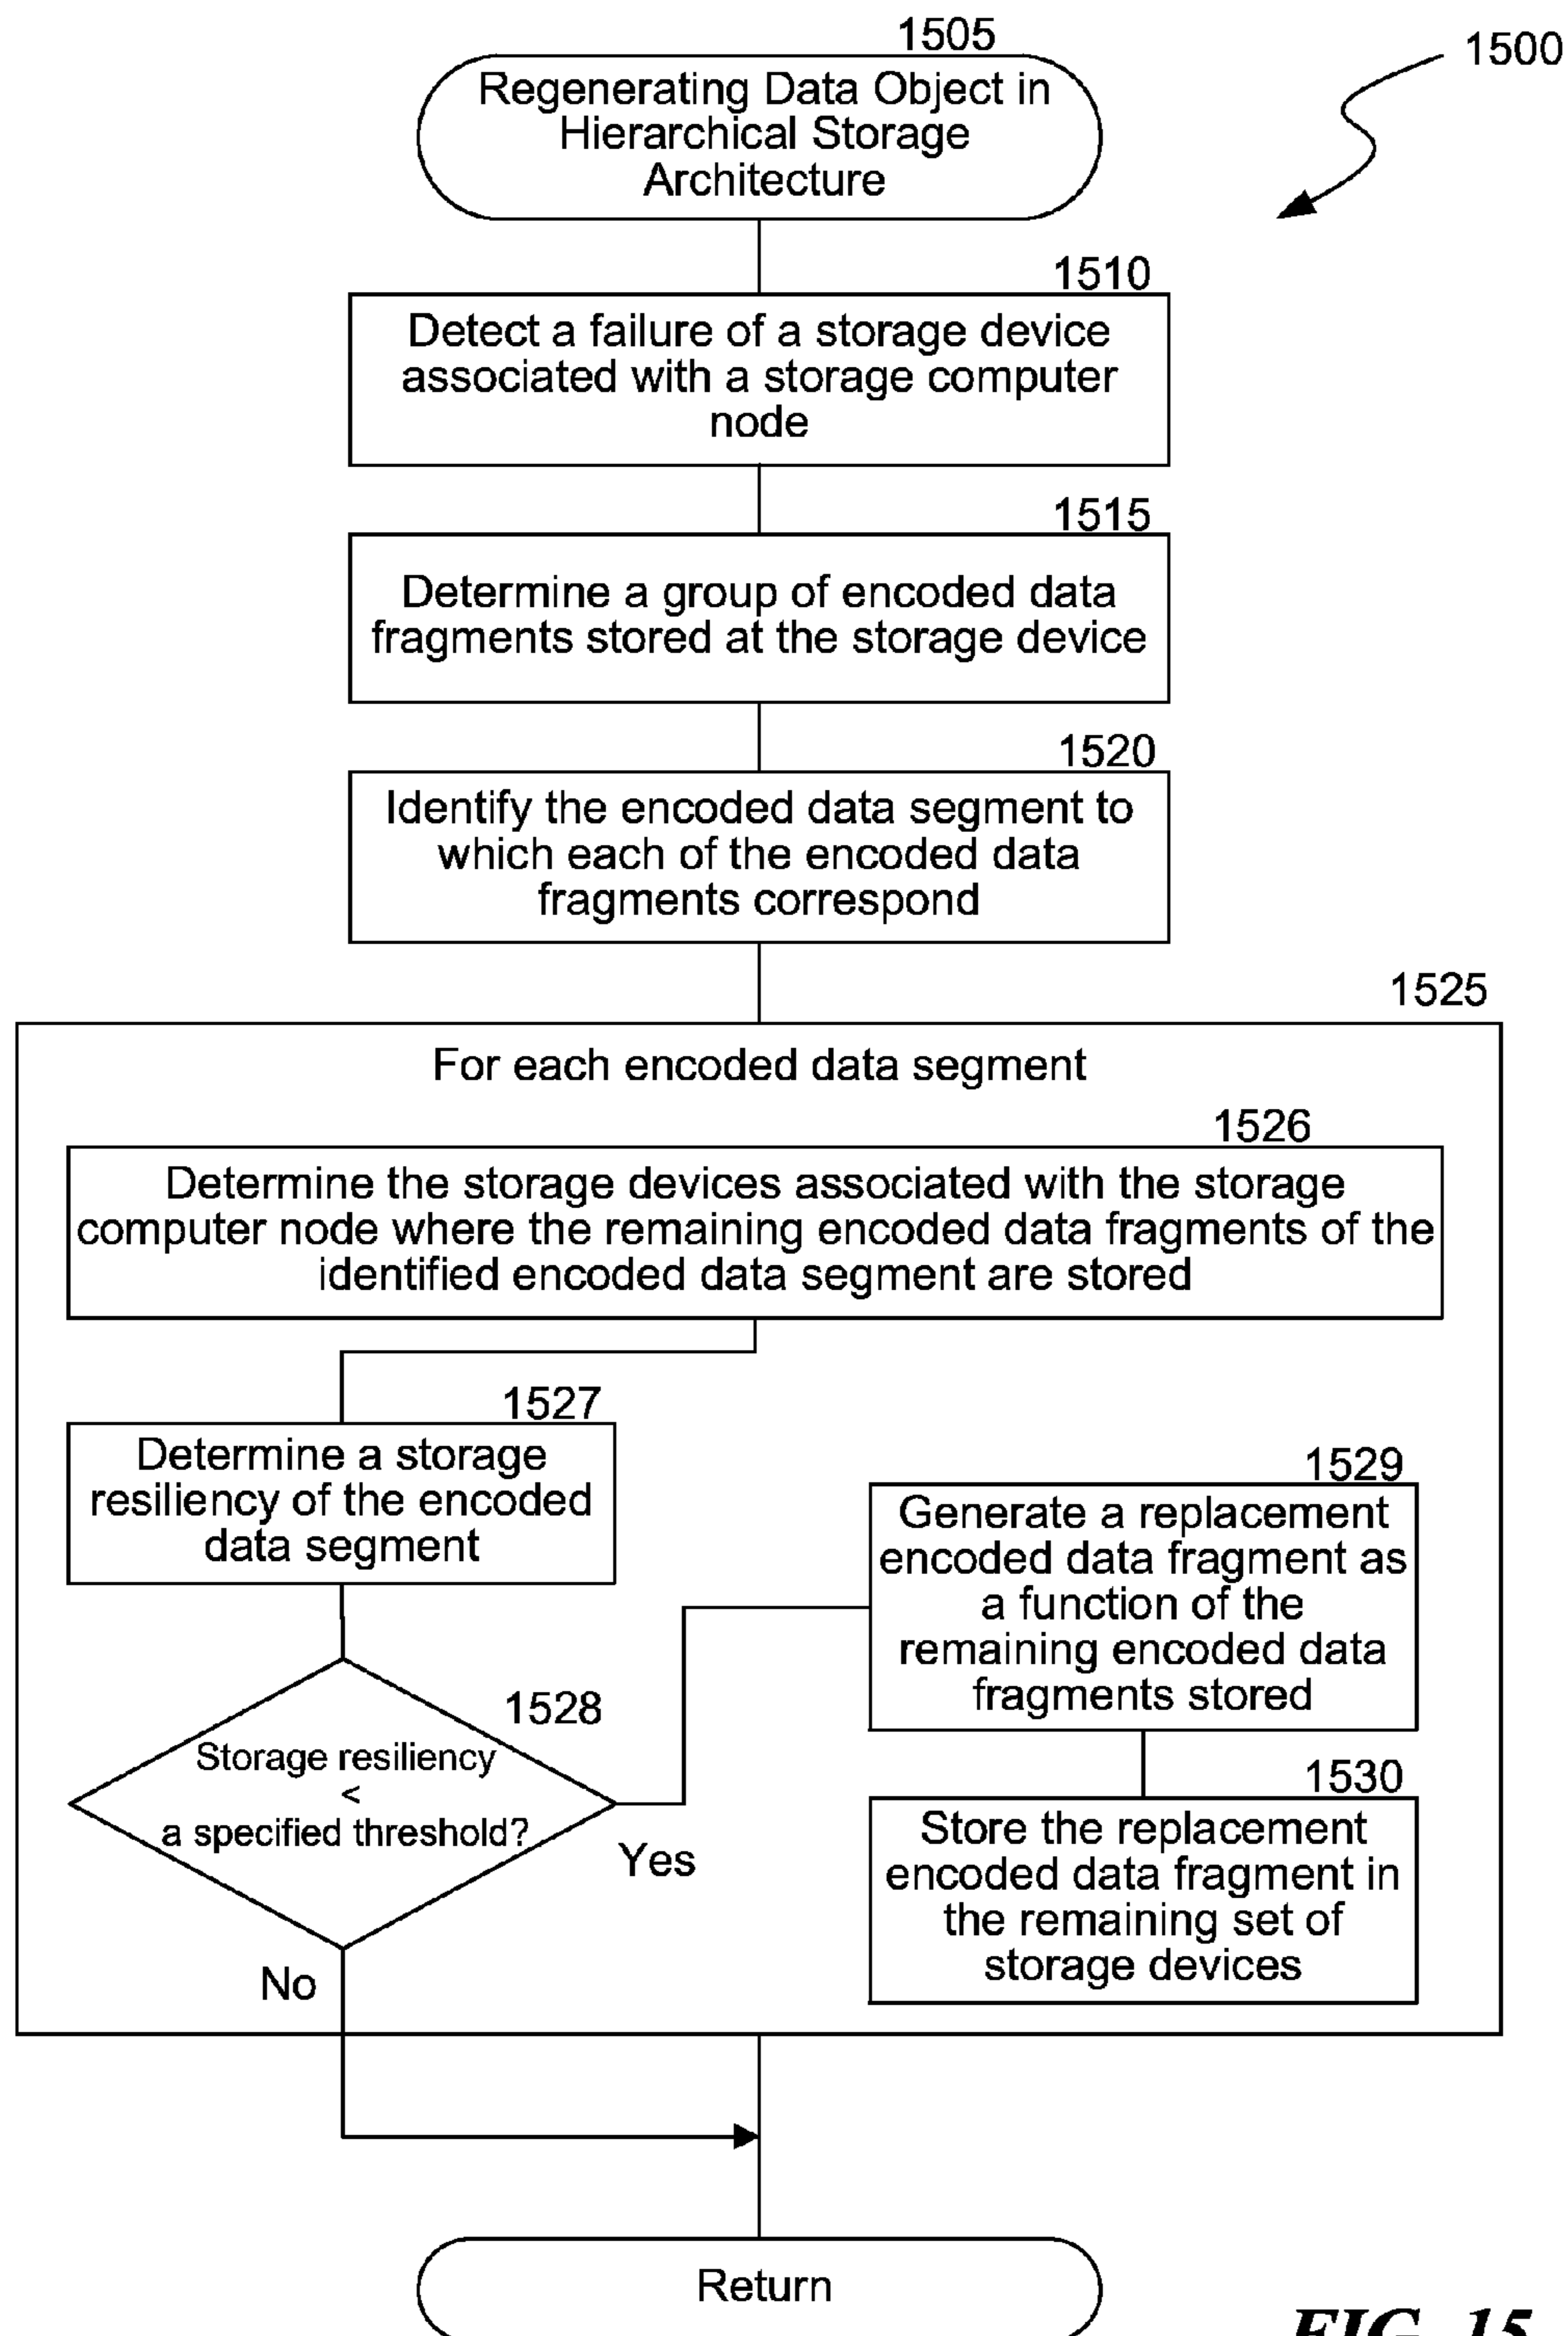 1505
1500
Regenerating Data Object in
Hierarchical Storage
Architecture
1510
Detect a failure of a storage device
associated with a storage computer
node
1515
Determine a group of encoded data
fragments stored at the storage device
1520
Identify the encoded data segment to
which each of the encoded data
fragments correspond
1525
For each encoded data segment
1526
Determine the storage devices associated with the storage
computer node where the remaining encoded data fragments of the
identified encoded data segment are stored
1527
Determine a storage
resiliency of the encoded
data segment
1528
Storage resiliency
<
a specified threshold?
Yes
No
1529
Generate a replacement
encoded data fragment as
a function of the
remaining encoded data
fragments stored
1530
Store the replacement
encoded data fragment in
the remaining set of
storage devices
Return
FIG. 15